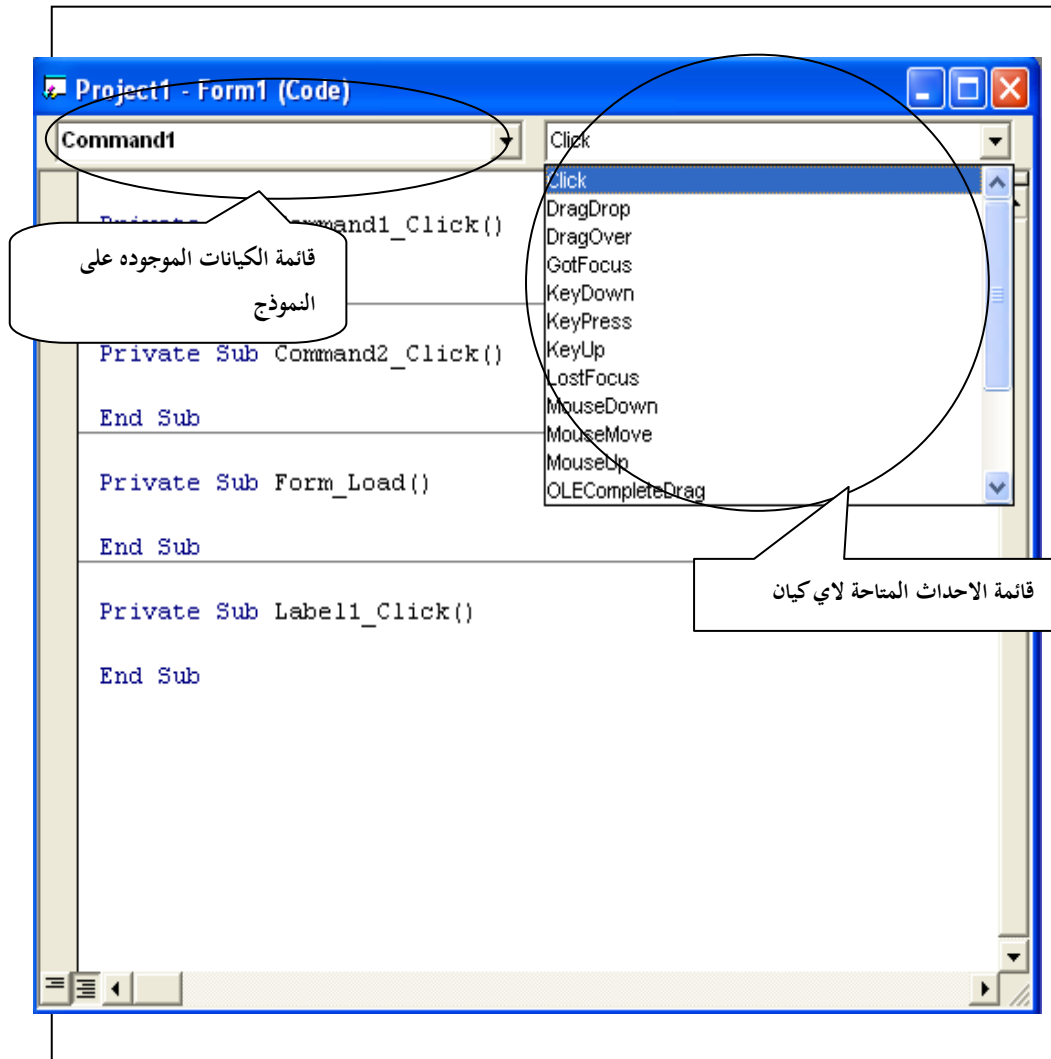 Project1 - Form1 (Code)
Command1
Click
Click
DragDrop
DragOver
GotFocus
KeyDown
KeyPress
KeyUp
LostFocus
MouseDown
MouseMove
MouseUp
OLECompleteDrag
Command1_Click()
قائمة الكيانات الموجوده على
النموذج
Private Sub Command2_Click()
End Sub
Private Sub Form_Load()
End Sub
قائمة الاحداث المتاحة لاي كيان
Private Sub Label1_Click()
End Sub